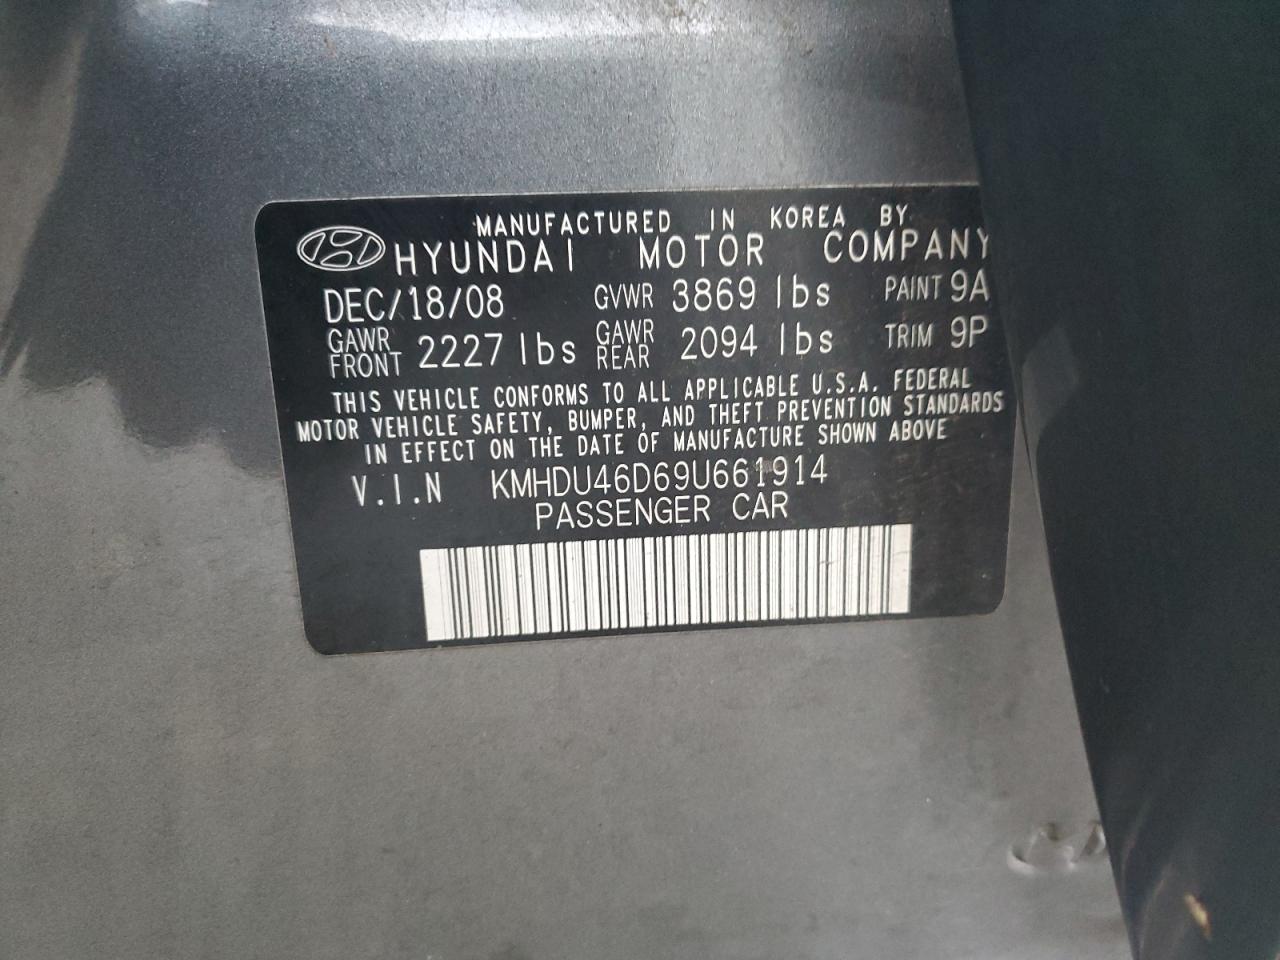 MANUFACTURED IN KOREA BY
HYUNDAI MOTOR COMPANY
DEC/18/08 GVWR 3869 lbs PAINT 9A
GAWR FRONT 2227 lbs GAWR REAR 2094 lbs TRIM 9P
THIS VEHICLE CONFORMS TO ALL APPLICABLE U.S.A. FEDERAL
MOTOR VEHICLE SAFETY, BUMPER, AND THEFT PREVENTION STANDARDS
IN EFFECT ON THE DATE OF MANUFACTURE SHOWN ABOVE
V.I.N KMHDU46D69U661914
PASSENGER CAR